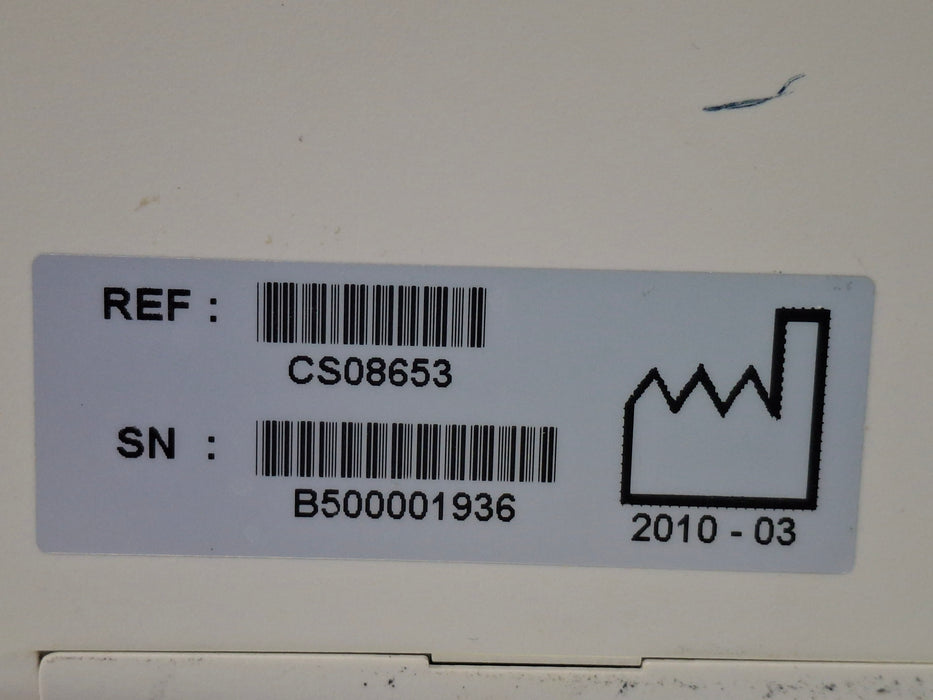 REF :
CS08653
SN :
B500001936
2010 - 03